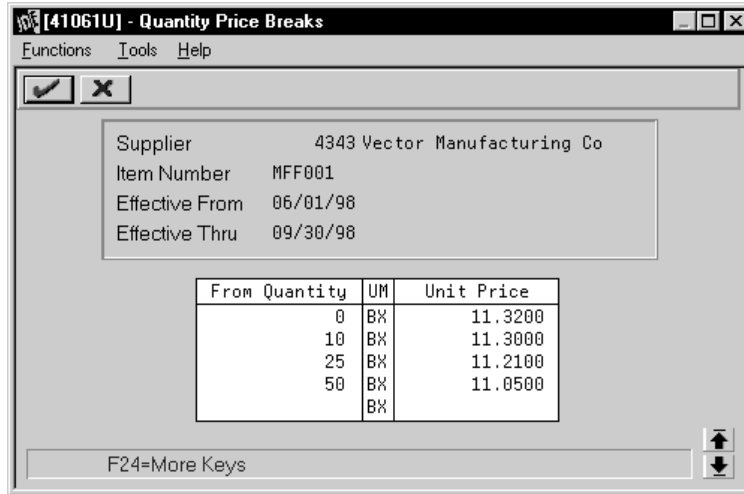 JDE [41061U] - Quantity Price Breaks
Functions Tools Help
Supplier 4343 Vector Manufacturing Co
Item Number MFF001
Effective From 06/01/98
Effective Thru 09/30/98
From Quantity UM Unit Price
0 BX 11.3200
10 BX 11.3000
25 BX 11.2100
50 BX 11.0500
BX
F24=More Keys